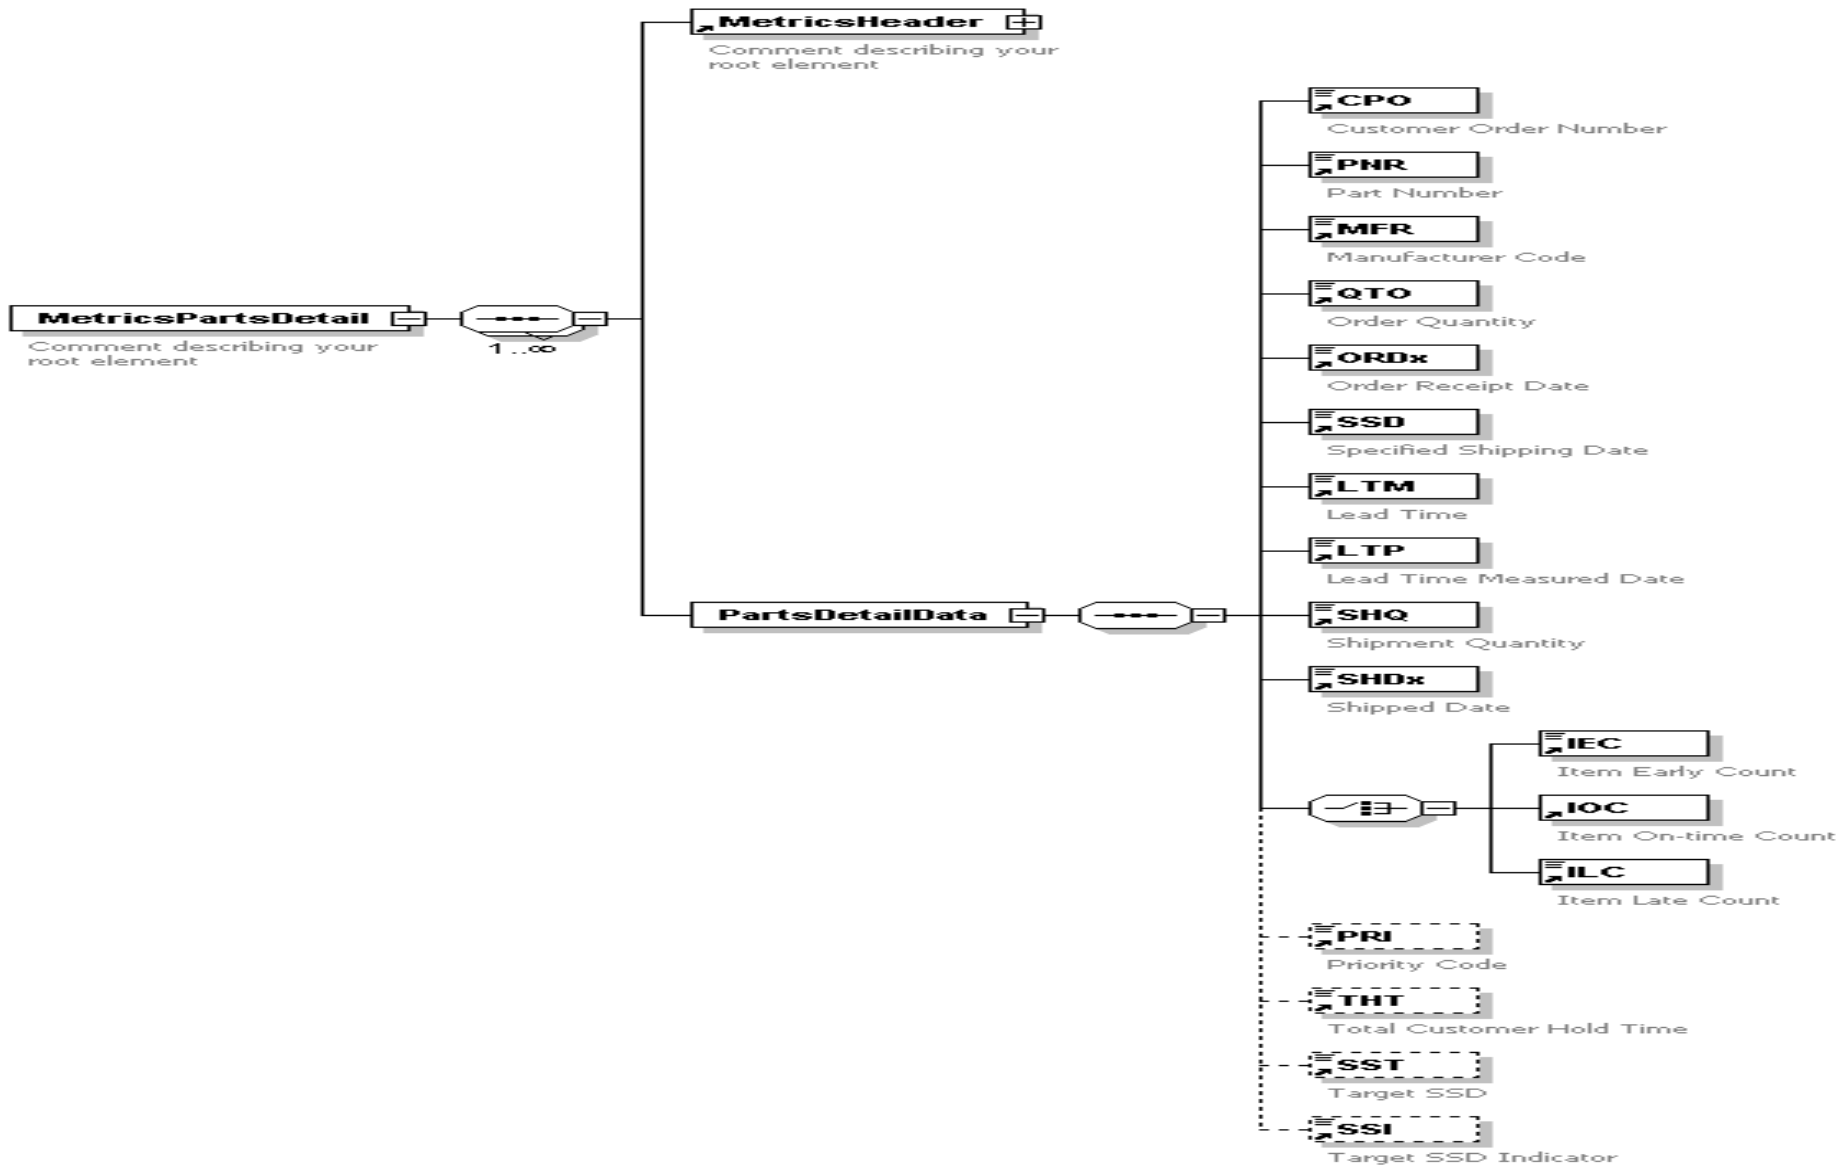 MetricsHeader
Comment describing your
root element
CPO
Customer Order Number
PNR
Part Number
MFR
Manufacturer Code
QTO
Order Quantity
MetricsPartsDetail
Comment describing your
root element
1..∞
ORDx
Order Receipt Date
SSD
Specified Shipping Date
LTM
Lead Time
LTP
Lead Time Measured Date
PartsDetailData
SHQ
Shipment Quantity
SHDx
Shipped Date
IEC
Item Early Count
IOC
Item On-time Count
ILC
Item Late Count
PRI
Priority Code
THT
Total Customer Hold Time
SST
Target SSD
SSI
Target SSD Indicator